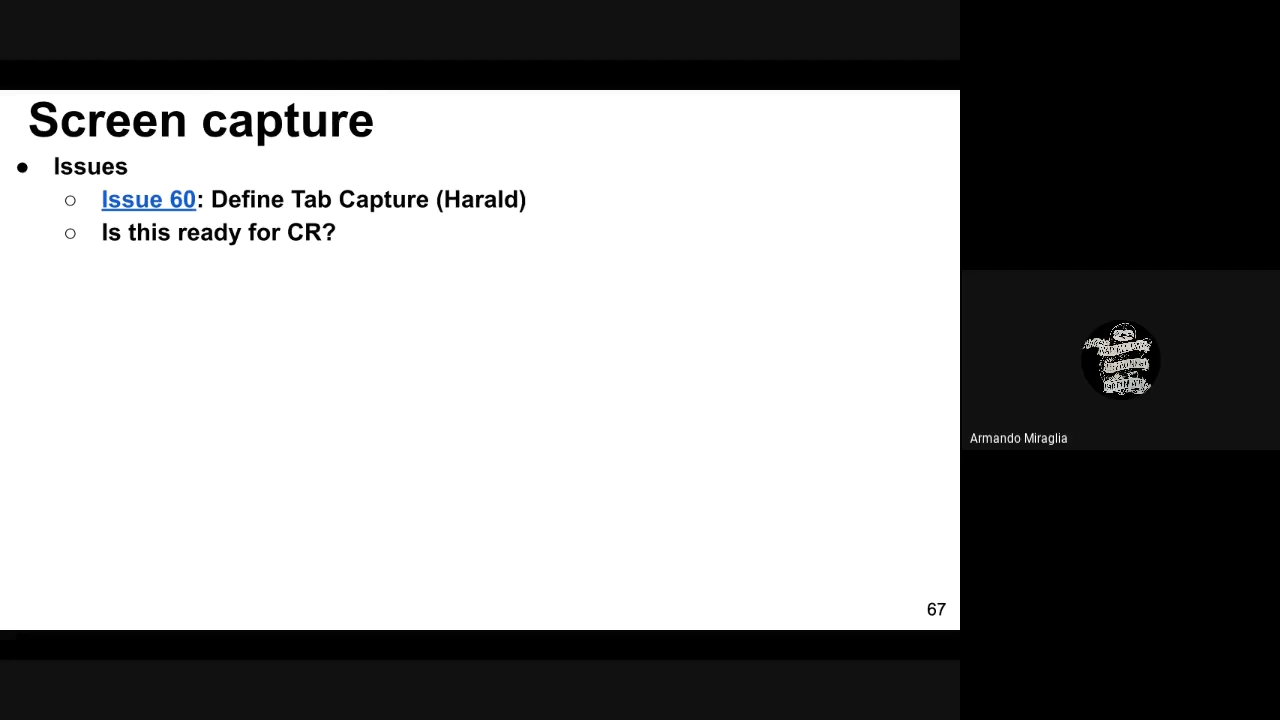 Screen capture
● Issues
○ Issue 60: Define Tab Capture (Harald)
○ Is this ready for CR?
67
Armando Miraglia